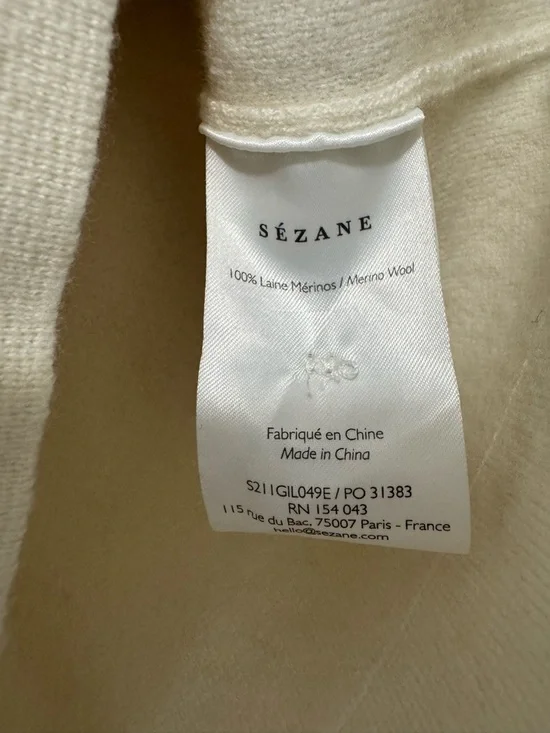 SÉZANE
100% Laine Mérinos / Merino Wool
Fabriqué en Chine
Made in China
S211GIL049E / PO 31383
RN 154 043
115 rue du Bac, 75007 Paris - France
hello@sezane.com